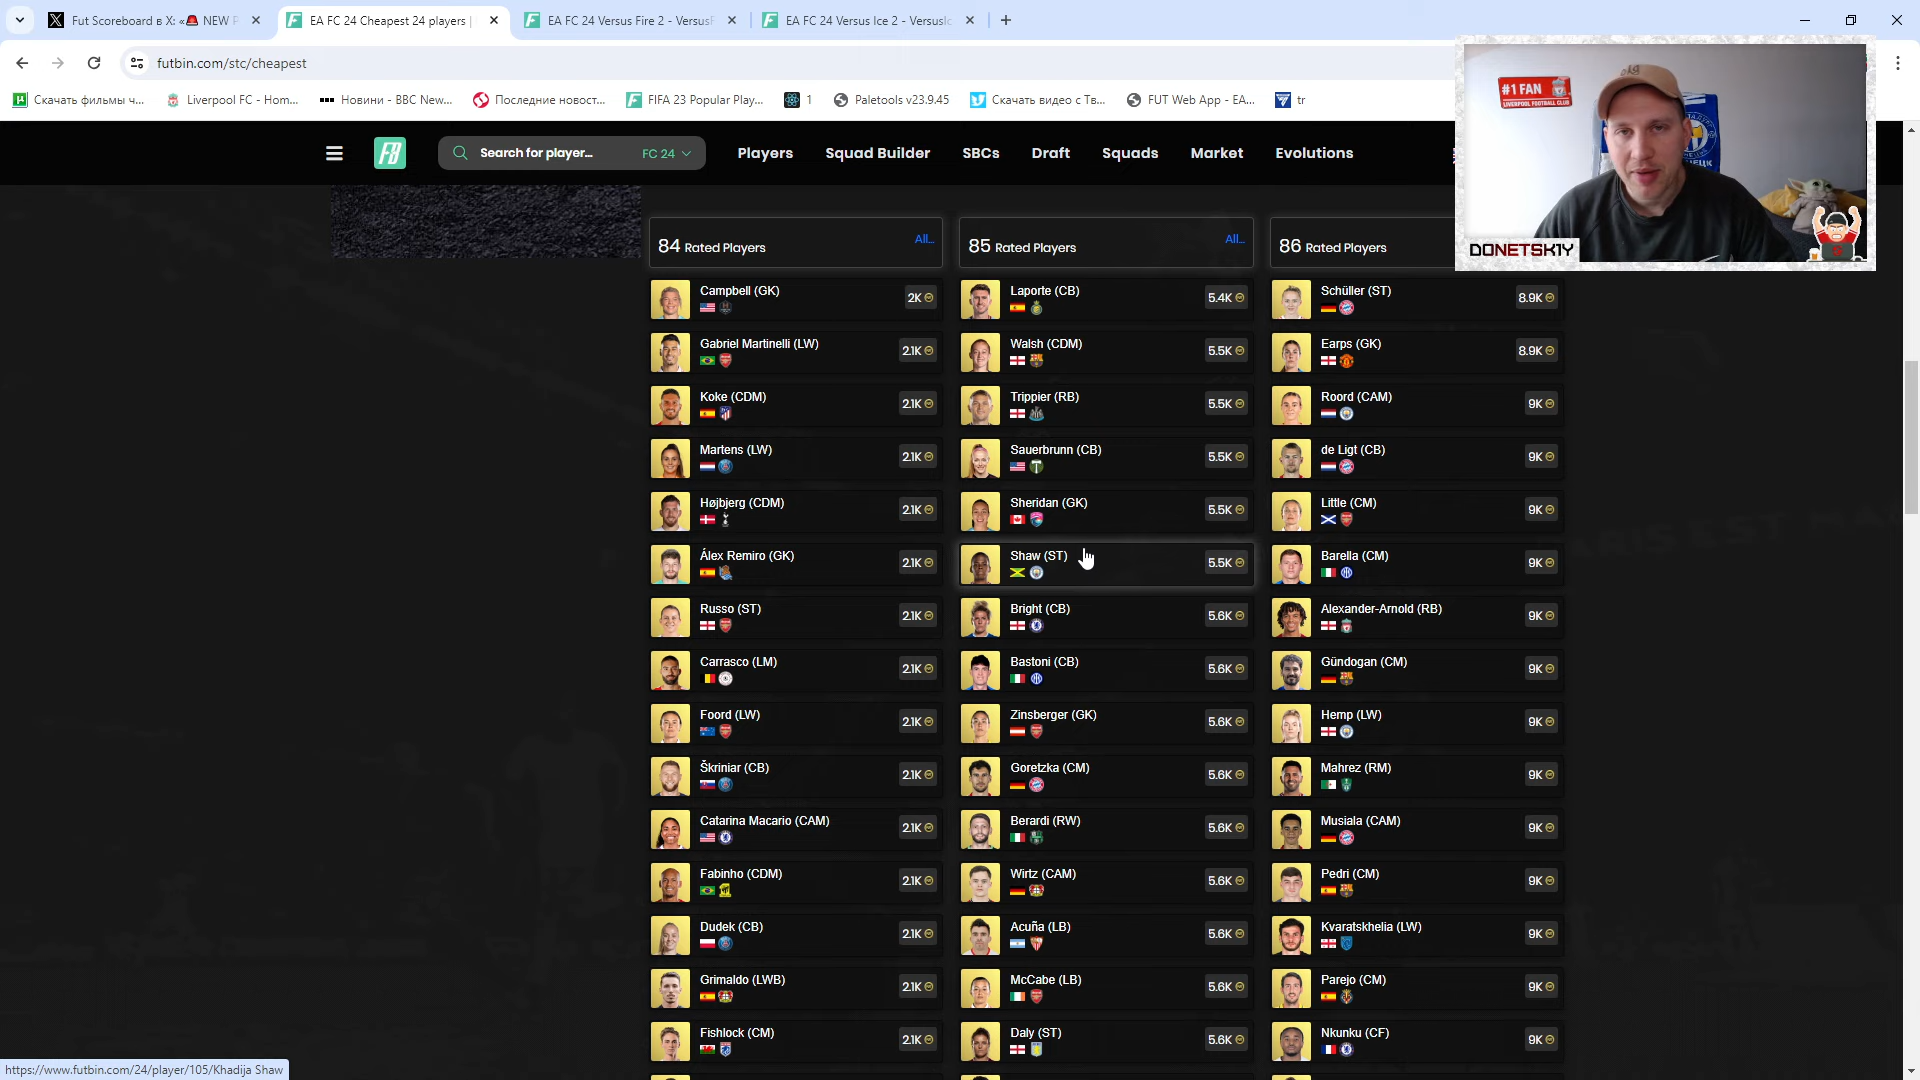 Fut Scoreboard в X: «🚨 NEW P
EA FC 24 Cheapest 24 players |
EA FC 24 Versus Fire 2 - VersusF
EA FC 24 Versus Ice 2 - VersusIc
futbin.com/stc/cheapest
Скачать фильмы ч...
Liverpool FC - Hom...
Новини - BBC New...
Последние новост...
FIFA 23 Popular Play...
1
Paletools v23.9.45
Скачать видео с Тв...
FUT Web App - EA...
tr
#1 FAN
LIVERPOOL FOOTBALL CLUB
DONETSK1Y
FB
Search for player...
FC 24
Players
Squad Builder
SBCs
Draft
Squads
Market
Evolutions
84 Rated Players
All...
85 Rated Players
All...
86 Rated Players
Campbell (GK) 2K
Laporte (CB) 5.4K
Schüller (ST) 8.9K
Gabriel Martinelli (LW) 2.1K
Walsh (CDM) 5.5K
Earps (GK) 8.9K
Koke (CDM) 2.1K
Trippier (RB) 5.5K
Roord (CAM) 9K
Martens (LW) 2.1K
Sauerbrunn (CB) 5.5K
de Ligt (CB) 9K
Højbjerg (CDM) 2.1K
Sheridan (GK) 5.5K
Little (CM) 9K
Álex Remiro (GK) 2.1K
Shaw (ST) 5.5K
Barella (CM) 9K
Russo (ST) 2.1K
Bright (CB) 5.6K
Alexander-Arnold (RB) 9K
Carrasco (LM) 2.1K
Bastoni (CB) 5.6K
Gündogan (CM) 9K
Foord (LW) 2.1K
Zinsberger (GK) 5.6K
Hemp (LW) 9K
Škriniar (CB) 2.1K
Goretzka (CM) 5.6K
Mahrez (RM) 9K
Catarina Macario (CAM) 2.1K
Berardi (RW) 5.6K
Musiala (CAM) 9K
Fabinho (CDM) 2.1K
Wirtz (CAM) 5.6K
Pedri (CM) 9K
Dudek (CB) 2.1K
Acuña (LB) 5.6K
Kvaratskhelia (LW) 9K
Grimaldo (LWB) 2.1K
McCabe (LB) 5.6K
Parejo (CM) 9K
Fishlock (CM) 2.1K
Daly (ST) 5.6K
Nkunku (CF) 9K
https://www.futbin.com/24/player/105/Khadija Shaw